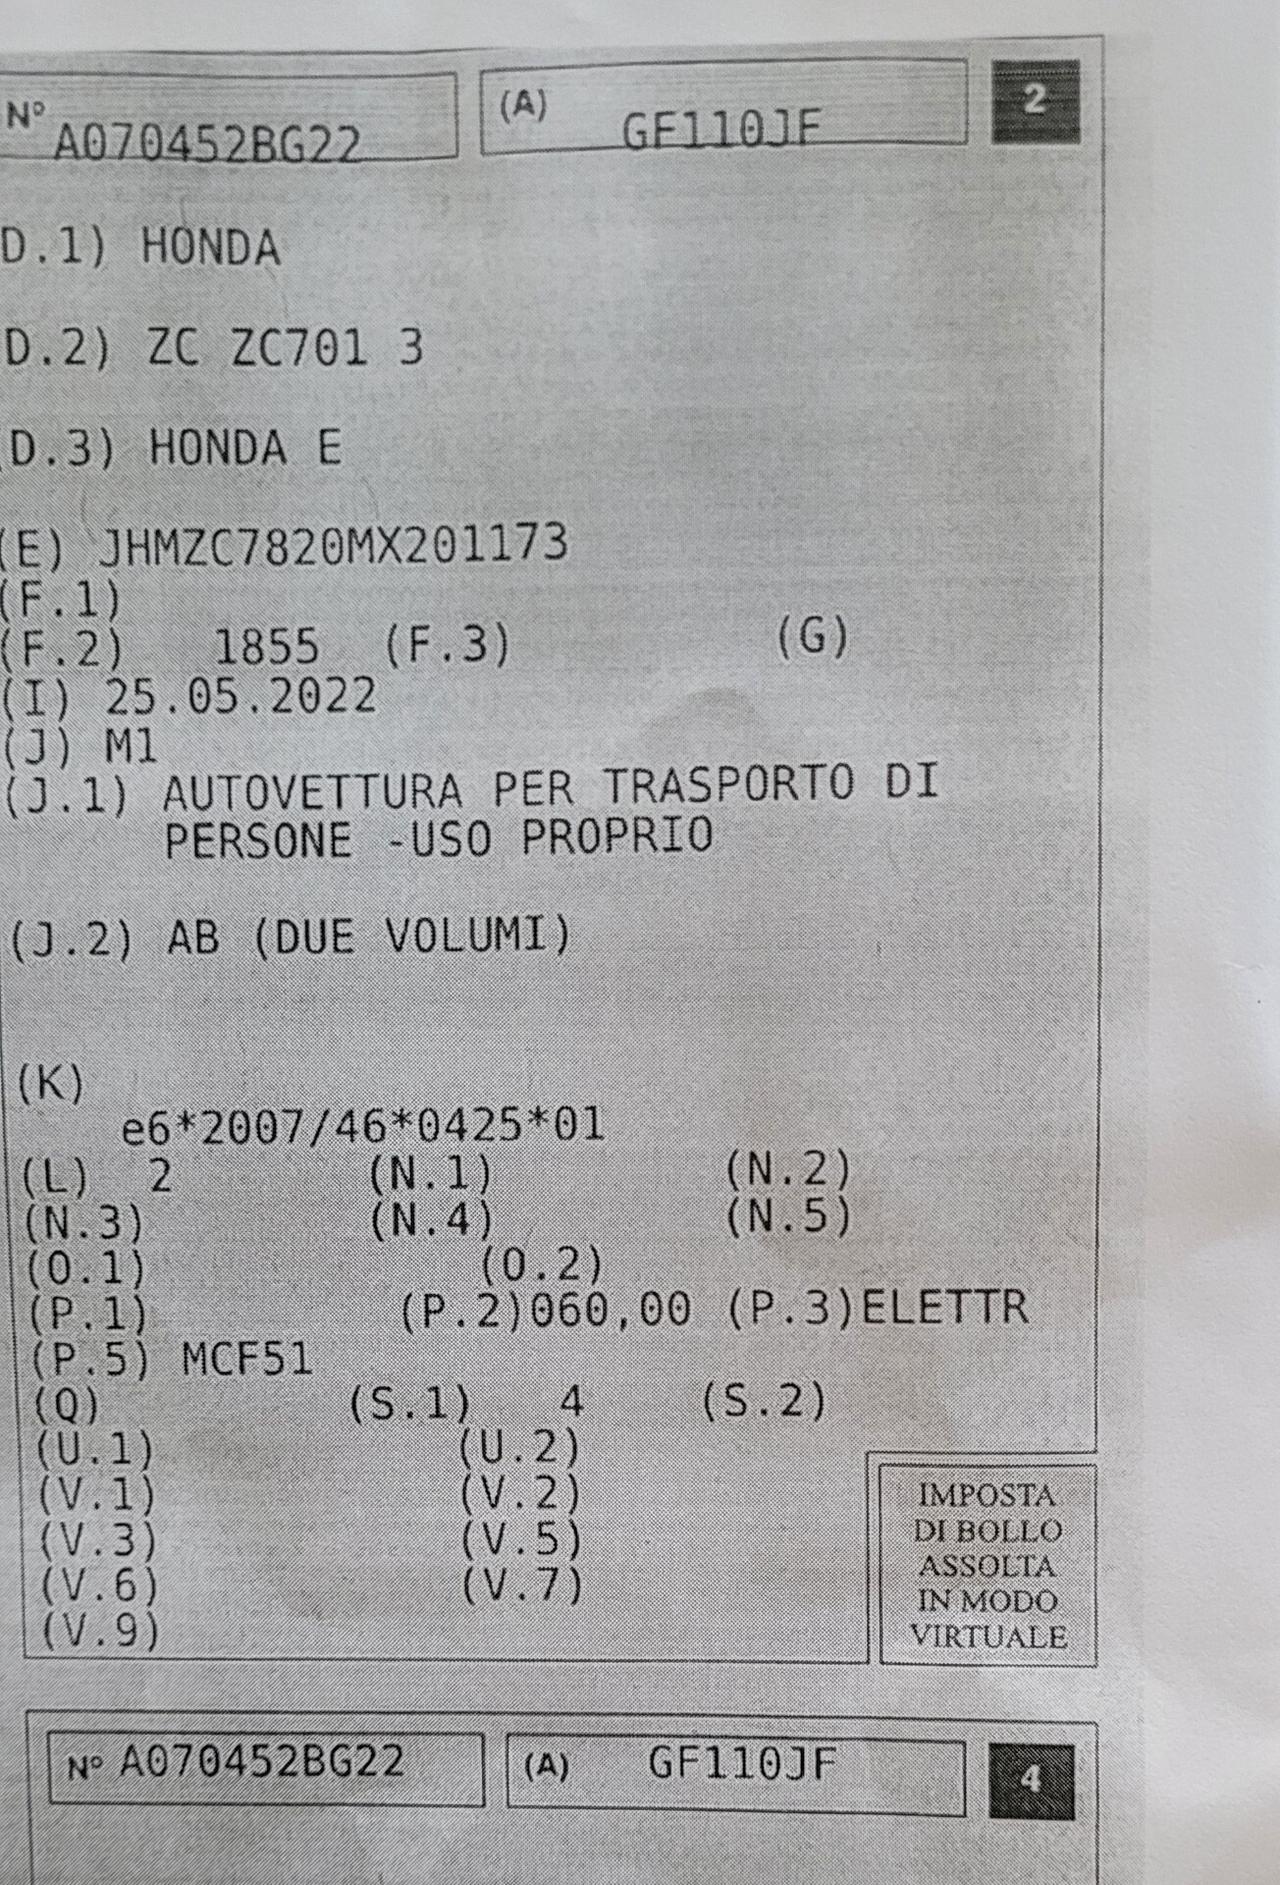 Nº A070452BG22 (A) GF110JF 2
D.1) HONDA
D.2) ZC ZC701 3
(D.3) HONDA E
(E) JHMZC7820MX201173
(F.1)
(F.2) 1855 (F.3) (G)
(I) 25.05.2022
(J) M1
(J.1) AUTOVETTURA PER TRASPORTO DI
PERSONE -USO PROPRIO
(J.2) AB (DUE VOLUMI)
(K)
e6*2007/46*0425*01
(L) 2 (N.1) (N.2)
(N.3) (N.4) (N.5)
(O.1) (O.2)
(P.1) (P.2)060,00 (P.3)ELETTR
(P.5) MCF51
(Q) (S.1) 4 (S.2)
(U.1) (U.2)
(V.1) (V.2)
(V.3) (V.5)
(V.6) (V.7)
(V.9)
IMPOSTA
DI BOLLO
ASSOLTA
IN MODO
VIRTUALE
Nº A070452BG22 (A) GF110JF 4